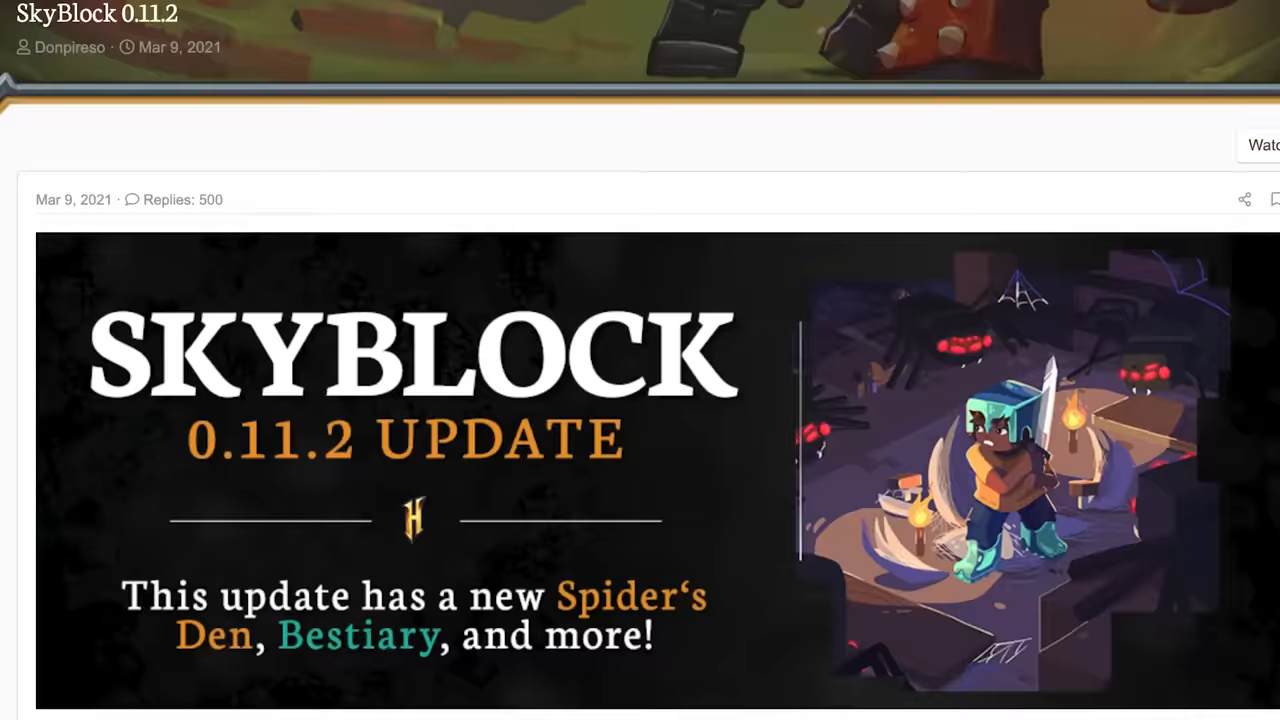 SkyBlock 0.11.2
Donpireso · Mar 9, 2021
Watc
Mar 9, 2021 · Replies: 500
SKYBLOCK
0.11.2 UPDATE
H
This update has a new Spider‘s
Den, Bestiary, and more!